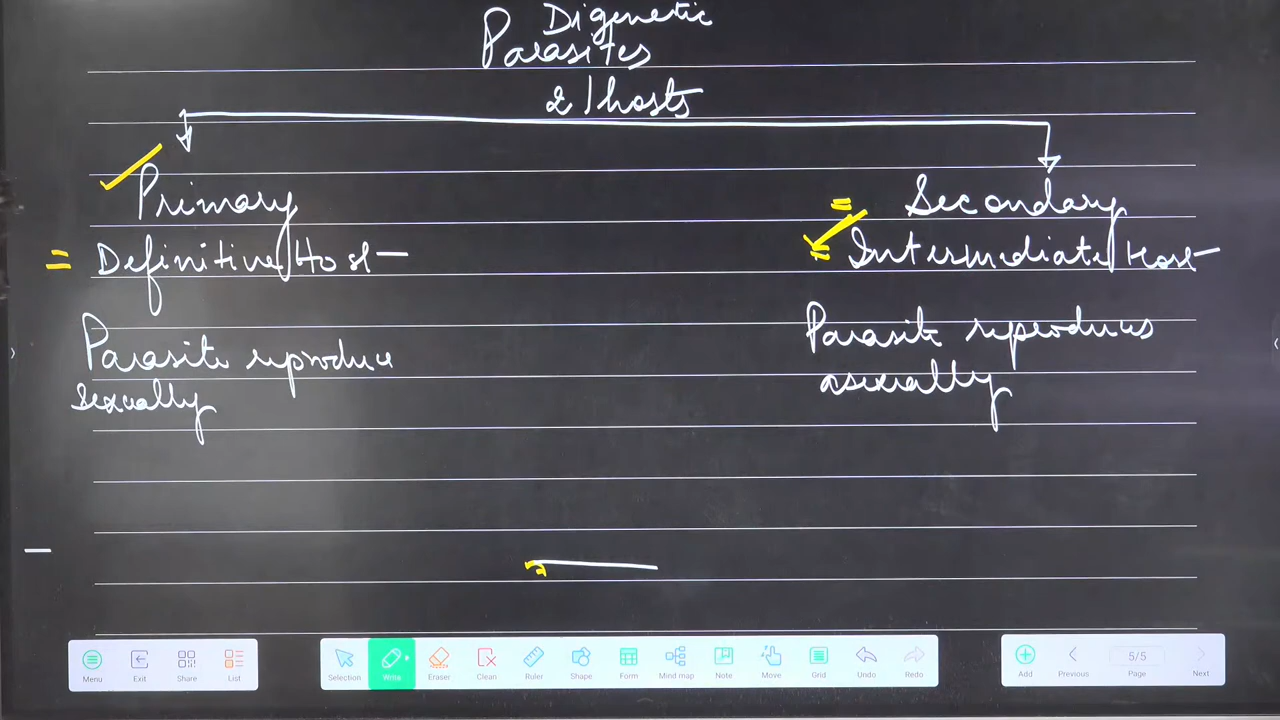 Digenetic
Parasites
2 hosts
Primary
Definitive Host -
Parasite reproduce
sexually
= Secondary
= Intermediate Host -
Parasite reproduces
asexually
Menu
Exit
Share
List
Selection
Write
Eraser
Clean
Ruler
Shape
Form
Mind map
Note
Move
Grid
Undo
Redo
Add
Previous
5/5
Page
Next